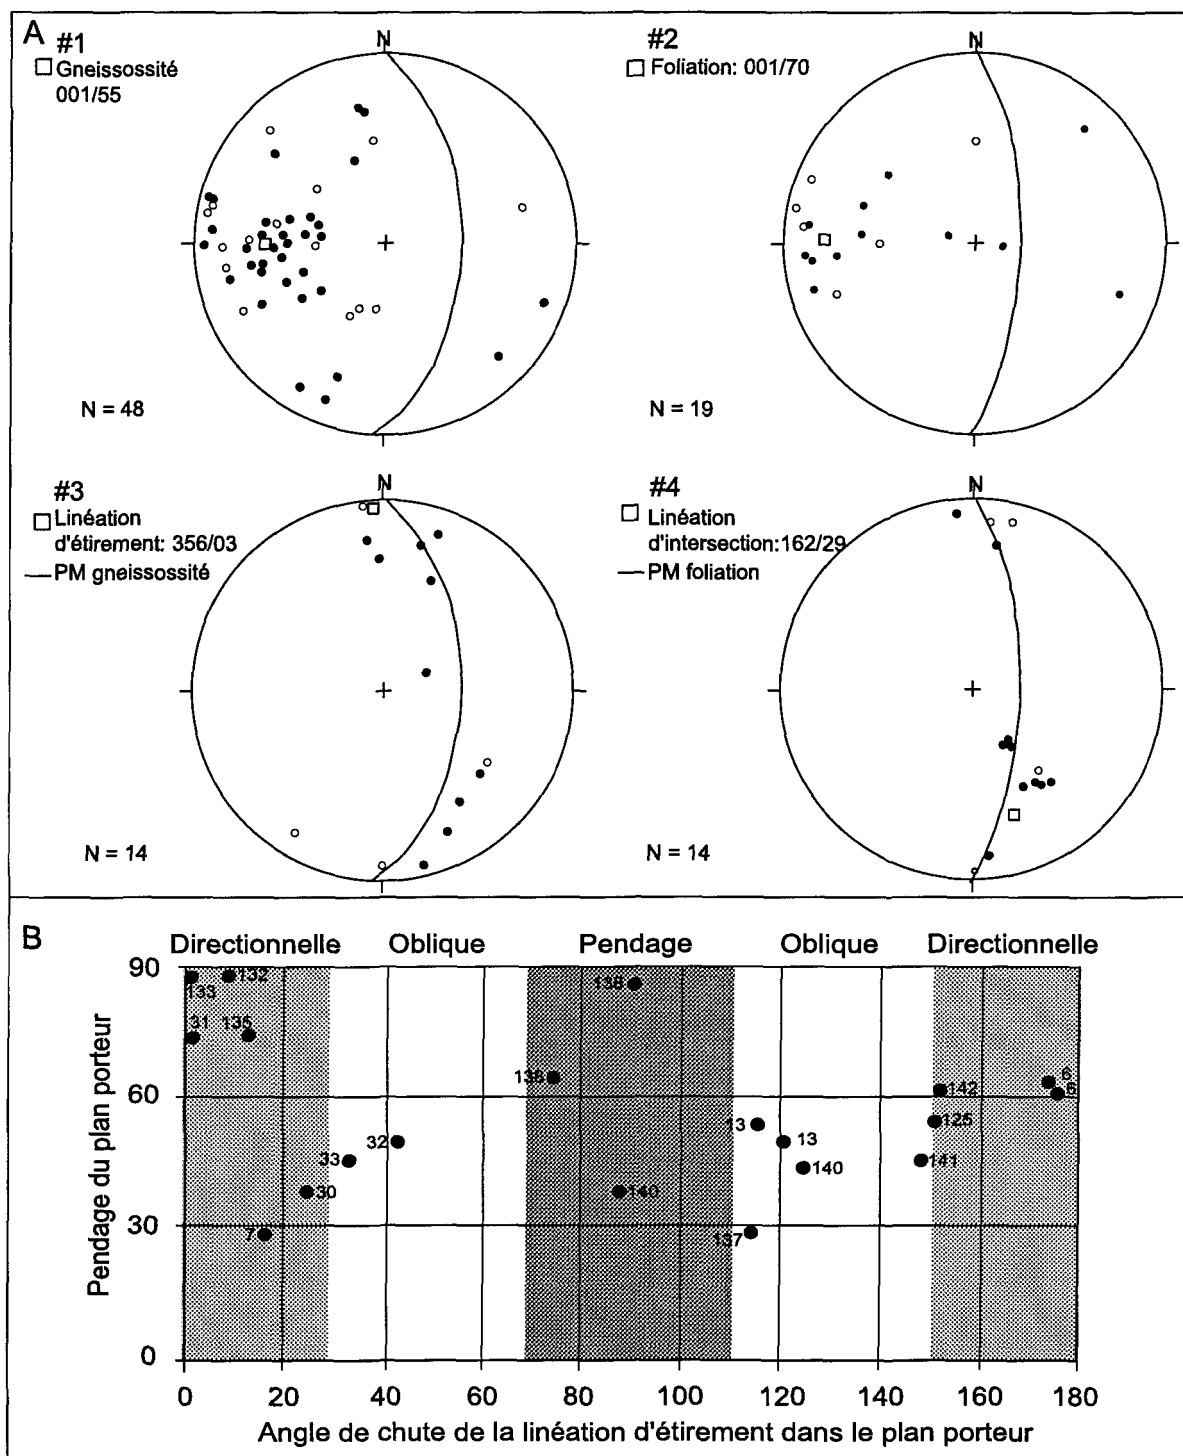 A
#1
Gneissossité
001/55
N
N = 48
#2
Foliation: 001/70
N
N = 19
#3
Linéation
d'étirement: 356/03
PM gneissossité
N
N = 14
#4
Linéation
d'intersection:162/29
PM foliation
N
N = 14
B
Directionnelle Oblique Pendage Oblique Directionnelle
Pendage du plan porteur
90
60
30
0
132
133
31 135
136
138
33
32
30
7
140
13
13
140
137
142
125
141
6
6
0 20 40 60 80 100 120 140 160 180
Angle de chute de la linéation d'étirement dans le plan porteur